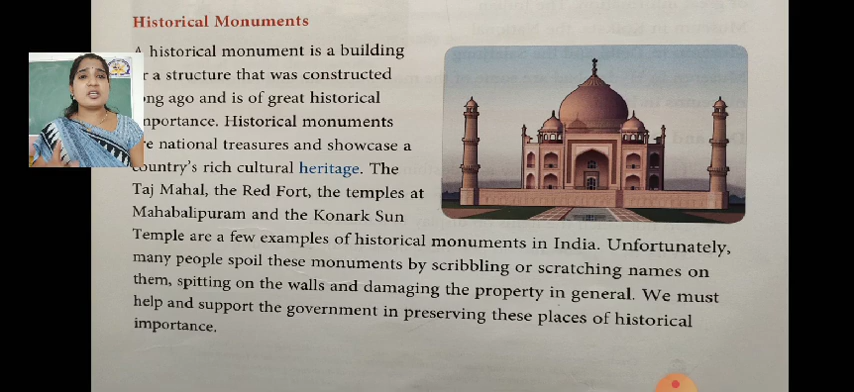 Historical Monuments
A historical monument is a building
a structure that was constructed
ago and is of great historical
Historical monuments
national treasures and showcase a
country's rich cultural heritage. The
Taj Mahal, the Red Fort, the temples at
Mahabalipuram and the Konark Sun
Temple are a few examples of historical monuments in India. Unfortunately,
many people spoil these monuments by scribbling or scratching names on
them, spitting on the walls and damaging the property in general. We must
help and support the government in preserving these places of historical
importance.